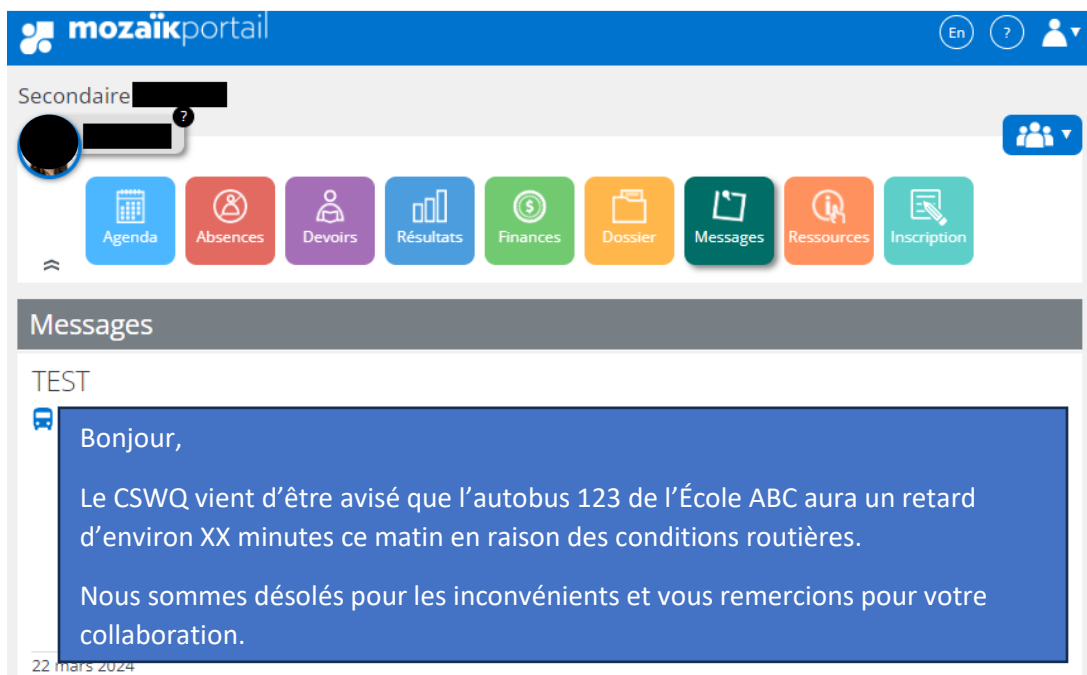 mozaïkportail
En ?
Secondaire
?
Agenda Absences Devoirs Résultats Finances Dossier Messages Ressources Inscription
Messages
TEST
Bonjour,
Le CSWQ vient d’être avisé que l’autobus 123 de l’École ABC aura un retard
d’environ XX minutes ce matin en raison des conditions routières.
Nous sommes désolés pour les inconvénients et vous remercions pour votre
collaboration.
22 mars 2024